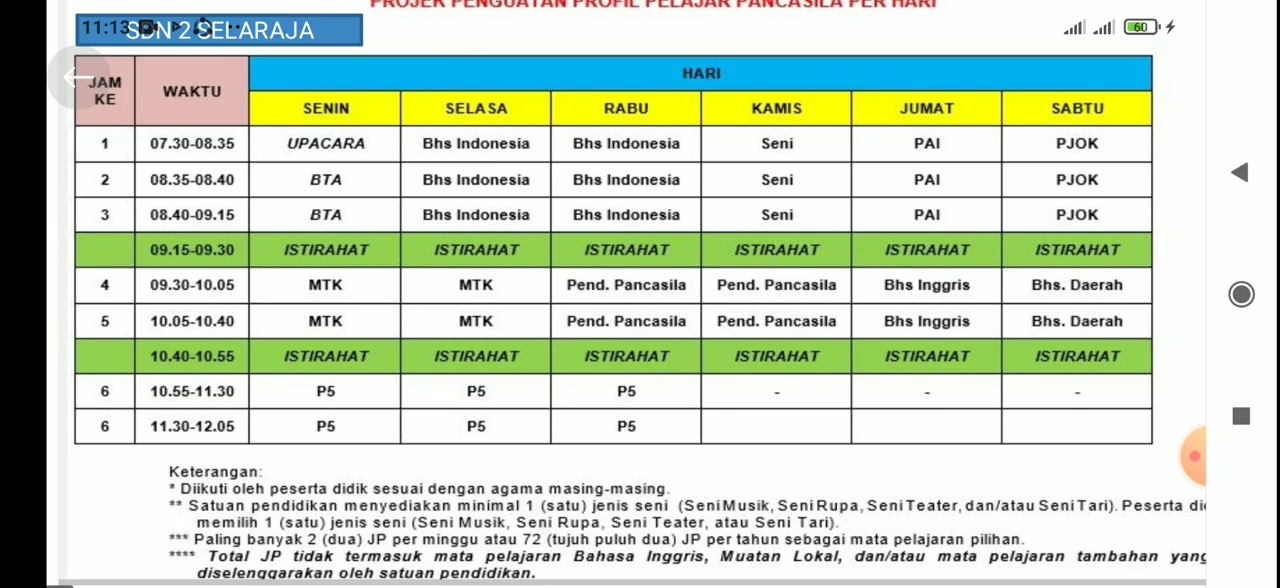 PROJEK PENGUATAN PROFIL PELAJAR PANCASILA PER HARI
11:13
SDN 2 SELARAJA
60
JAM KE WAKTU HARI
SENIN SELASA RABU KAMIS JUMAT SABTU
1 07.30-08.35 UPACARA Bhs Indonesia Bhs Indonesia Seni PAI PJOK
2 08.35-08.40 BTA Bhs Indonesia Bhs Indonesia Seni PAI PJOK
3 08.40-09.15 BTA Bhs Indonesia Bhs Indonesia Seni PAI PJOK
09.15-09.30 ISTIRAHAT ISTIRAHAT ISTIRAHAT ISTIRAHAT ISTIRAHAT ISTIRAHAT
4 09.30-10.05 MTK MTK Pend. Pancasila Pend. Pancasila Bhs Inggris Bhs. Daerah
5 10.05-10.40 MTK MTK Pend. Pancasila Pend. Pancasila Bhs Inggris Bhs. Daerah
10.40-10.55 ISTIRAHAT ISTIRAHAT ISTIRAHAT ISTIRAHAT ISTIRAHAT ISTIRAHAT
6 10.55-11.30 P5 P5 P5 - - -
6 11.30-12.05 P5 P5 P5
Keterangan:
* Diikuti oleh peserta didik sesuai dengan agama masing-masing.
** Satuan pendidikan menyediakan minimal 1 (satu) jenis seni (Seni Musik, Seni Rupa, Seni Teater, dan/atau Seni Tari). Peserta di
memilih 1 (satu) jenis seni (Seni Musik, Seni Rupa, Seni Teater, atau Seni Tari).
*** Paling banyak 2 (dua) JP per minggu atau 72 (tujuh puluh dua) JP per tahun sebagai mata pelajaran pilihan.
**** Total JP tidak termasuk mata pelajaran Bahasa Inggris, Muatan Lokal, dan/atau mata pelajaran tambahan yang
diselenggarakan oleh satuan pendidikan.